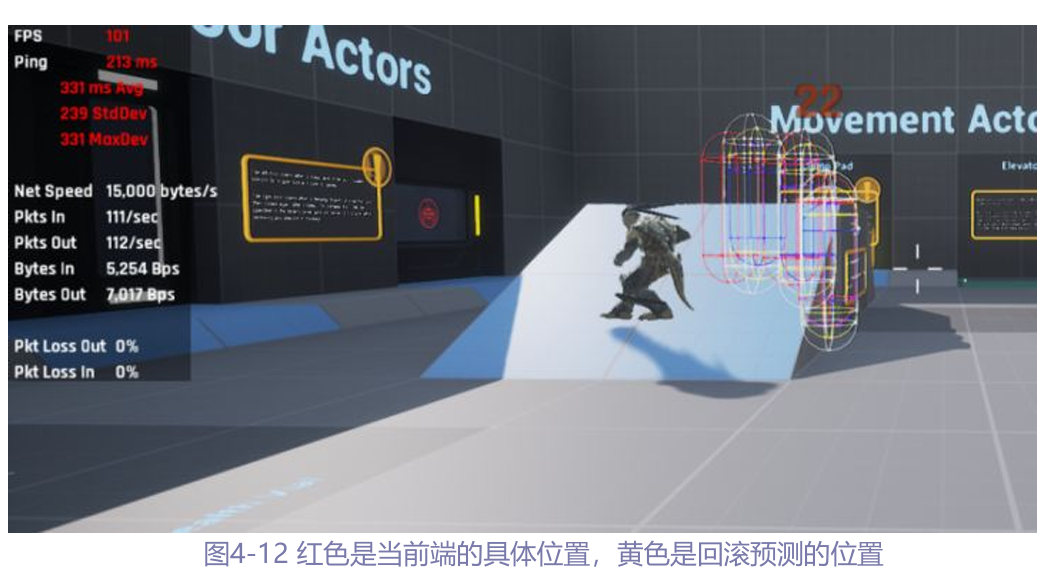 FPS 101
Ping 213 ms
331 ms Avg
239 StdDev
331 MaxDev
Net Speed 15,000 bytes/s
Pkts In 111/sec
Pkts Out 112/sec
Bytes In 5,254 Bps
Bytes Out 7,017 Bps
Pkt Loss Out 0%
Pkt Loss In 0%
Actors
22
Movement Acto
Pad
Elevato
图4-12 红色是当前端的具体位置，黄色是回滚预测的位置